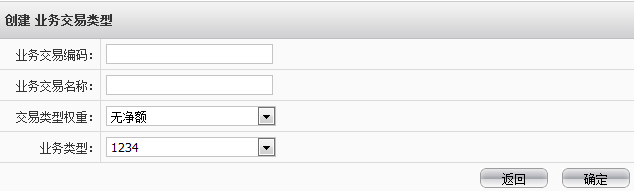 创建 业务交易类型
业务交易编码：
业务交易名称：
交易类型权重： 无净额
业务类型： 1234
返回 确定